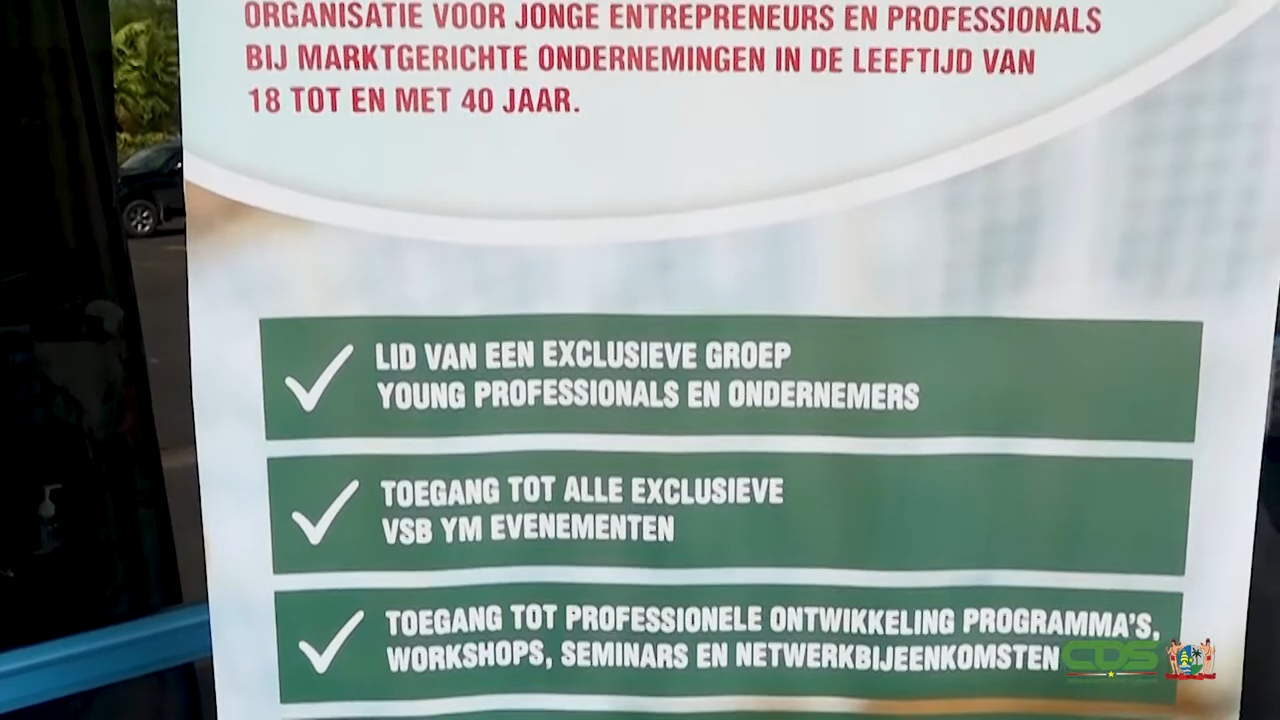 ORGANISATIE VOOR JONGE ENTREPRENEURS EN PROFESSIONALS
BIJ MARKTGERICHTE ONDERNEMINGEN IN DE LEEFTIJD VAN
18 TOT EN MET 40 JAAR.
LID VAN EEN EXCLUSIEVE GROEP
YOUNG PROFESSIONALS EN ONDERNEMERS
TOEGANG TOT ALLE EXCLUSIEVE
VSB YM EVENEMENTEN
TOEGANG TOT PROFESSIONELE ONTWIKKELING PROGRAMMA'S,
WORKSHOPS, SEMINARS EN NETWERKBIJEENKOMSTEN
CDS